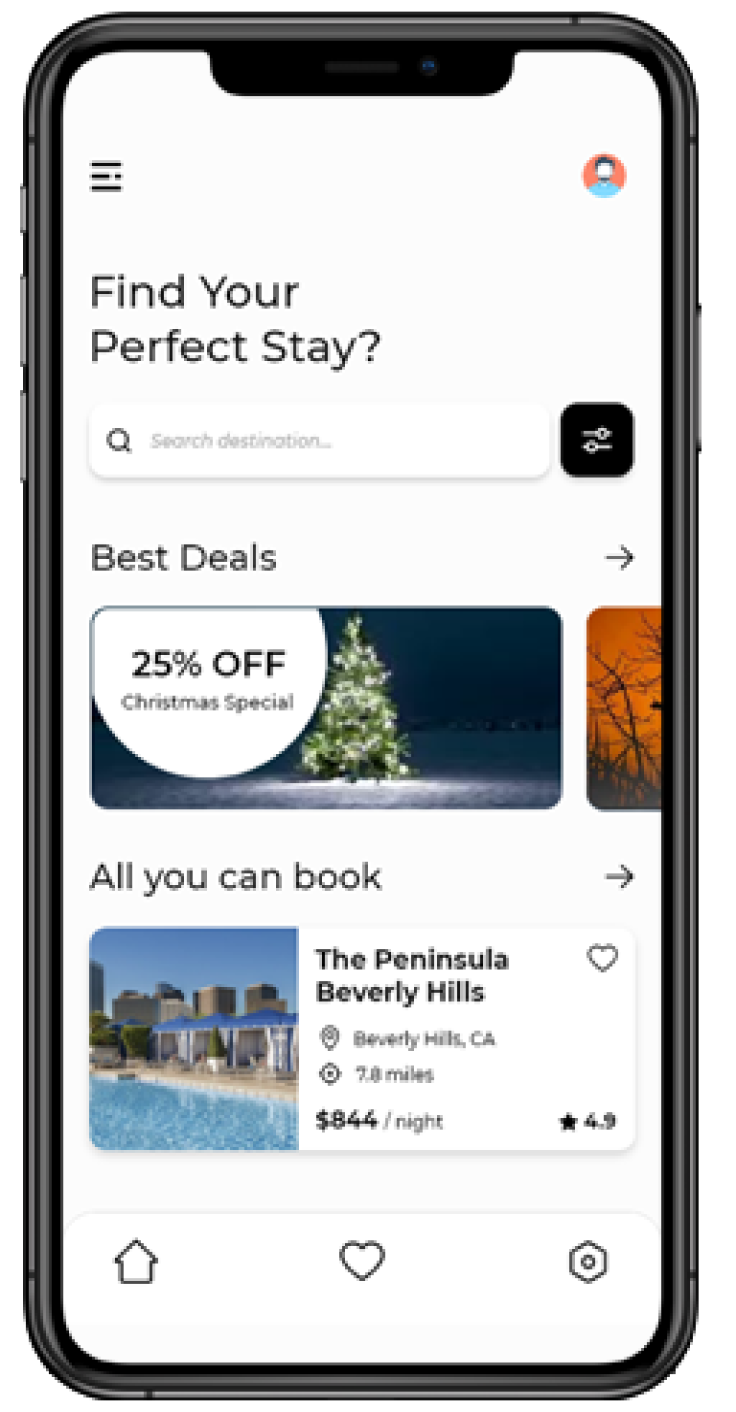 Find Your
Perfect Stay?
Search destination...
Best Deals
25% OFF
Christmas Special
All you can book
The Peninsula
Beverly Hills
Beverly Hills, CA
7.8 miles
$844 / night
4.9